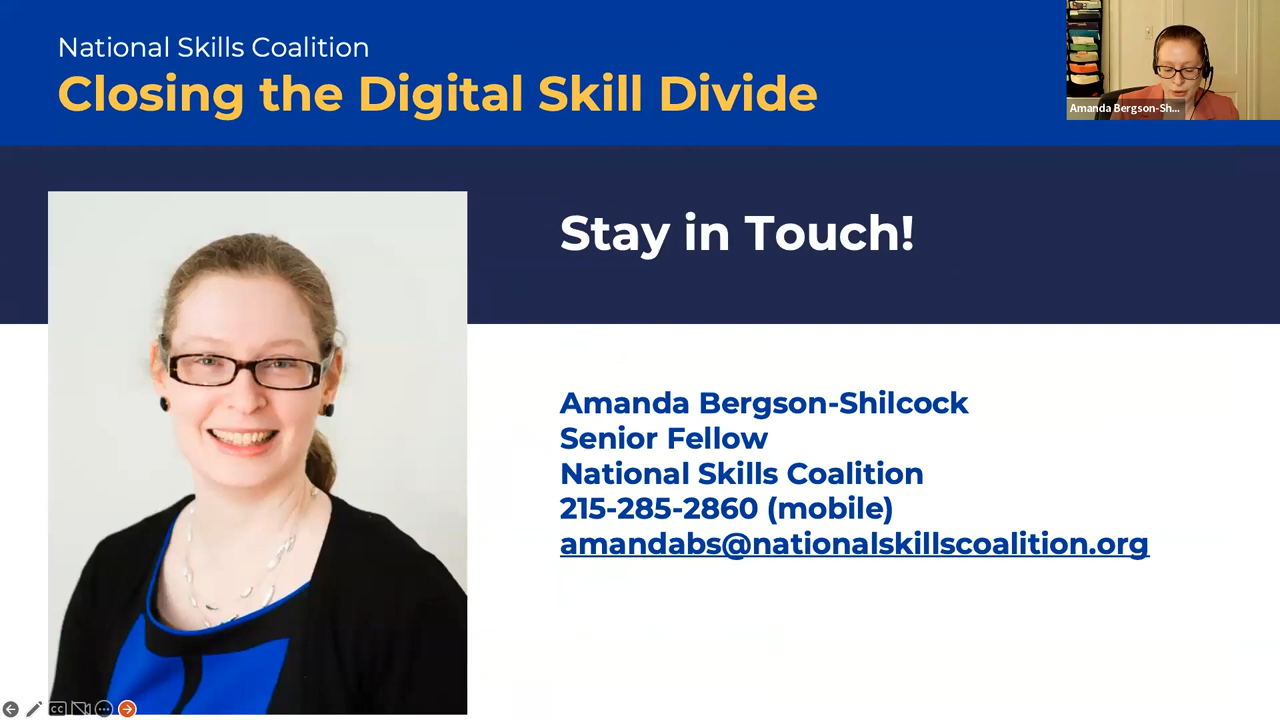 National Skills Coalition
Closing the Digital Skill Divide
Amanda Bergson-Sh...
Stay in Touch!
Amanda Bergson-Shilcock
Senior Fellow
National Skills Coalition
215-285-2860 (mobile)
amandabs@nationalskillscoalition.org
CC